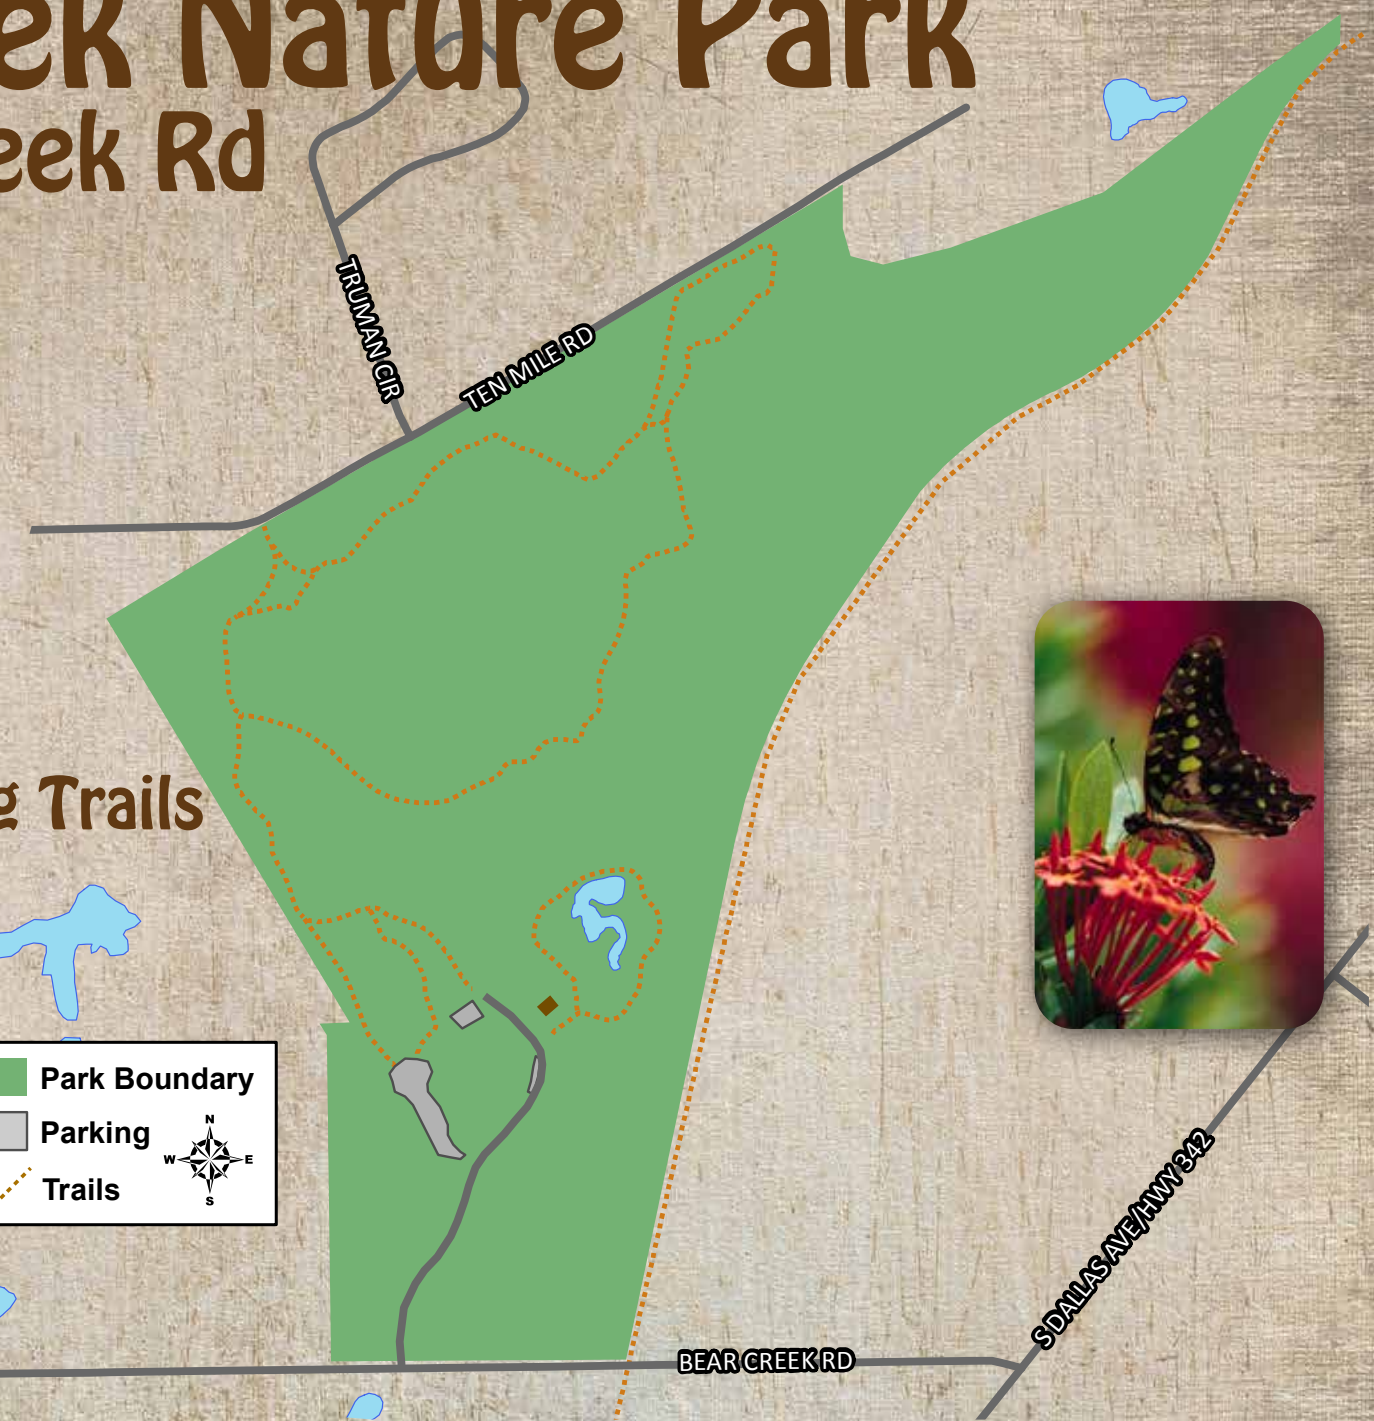 ek Nature Park
eek Rd
TRUMAN CIR
TEN MILE RD
g Trails
Park Boundary
Parking
Trails
N
W E
S
S DALLAS AVE/HWY 342
BEAR CREEK RD